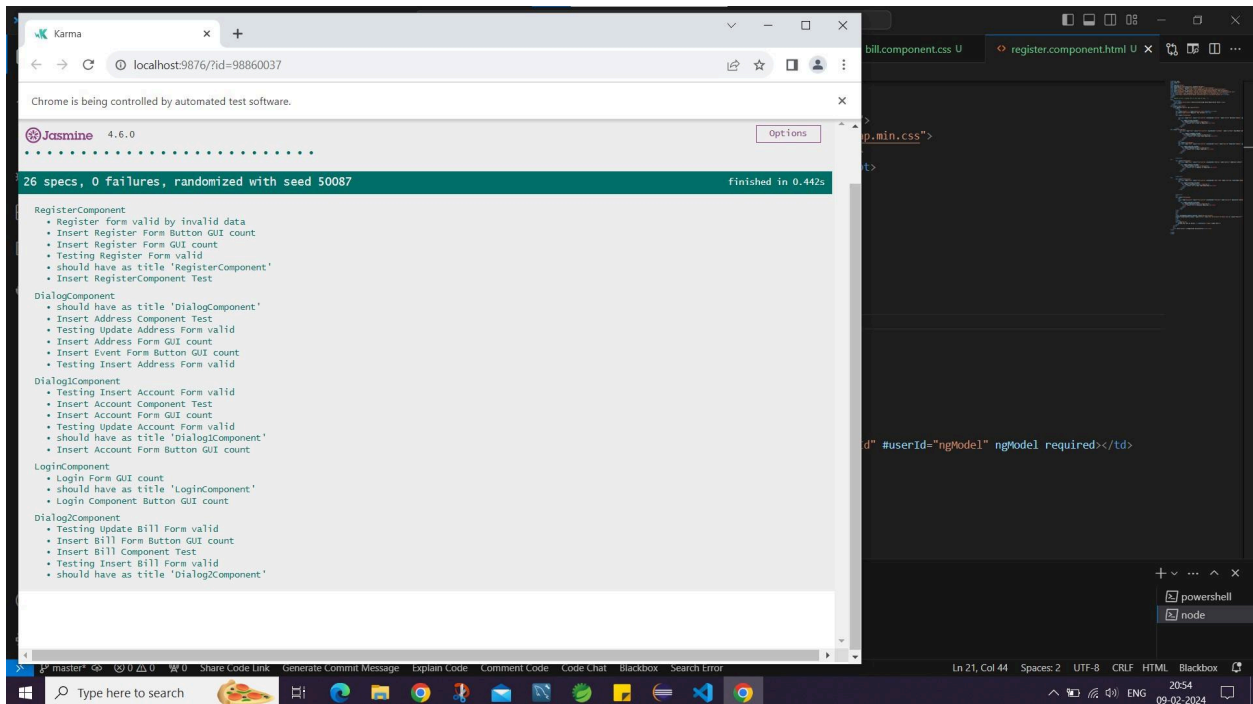 Karma
localhost:9876/?id=98860037
Chrome is being controlled by automated test software.
Jasmine 4.6.0
Options
26 specs, 0 failures, randomized with seed 50087
finished in 0.442s
RegisterComponent
• Register form valid by invalid data
• Insert Register Form Button GUI count
• Insert Register Form GUI count
• Testing Register Form valid
• should have as title 'RegisterComponent'
• Insert RegisterComponent Test
DialogComponent
• should have as title 'DialogComponent'
• Insert Address Component Test
• Testing Update Address Form valid
• Insert Address Form GUI count
• Insert Event Form Button GUI count
• Testing Insert Address Form valid
Dialog1Component
• Testing Insert Account Form valid
• Insert Account Component Test
• Insert Account Form GUI count
• Testing Update Account Form valid
• should have as title 'Dialog1Component'
• Insert Account Form Button GUI count
LoginComponent
• Login Form GUI count
• should have as title 'LoginComponent'
• Login Component Button GUI count
Dialog2Component
• Testing Update Bill Form valid
• Insert Bill Form Button GUI count
• Insert Bill Component Test
• Testing Insert Bill Form valid
• should have as title 'Dialog2Component'
bill.component.css U
register.component.html U
>
p.min.css">
t>
d" #userId="ngModel" ngModel required></td>
powershell
node
master* 0 0 0 Share Code Link Generate Commit Message Explain Code Comment Code Code Chat Blackbox Search Error
Ln 21, Col 44 Spaces: 2 UTF-8 CRLF HTML Blackbox
Type here to search
ENG
20:54
09-02-2024